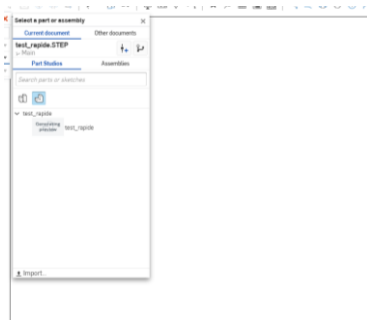 Select a part or assembly
Current document Other documents
test_rapide.STEP
Main
Part Studios Assemblies
Search parts or sketches
test_rapide
test_rapide
Import...